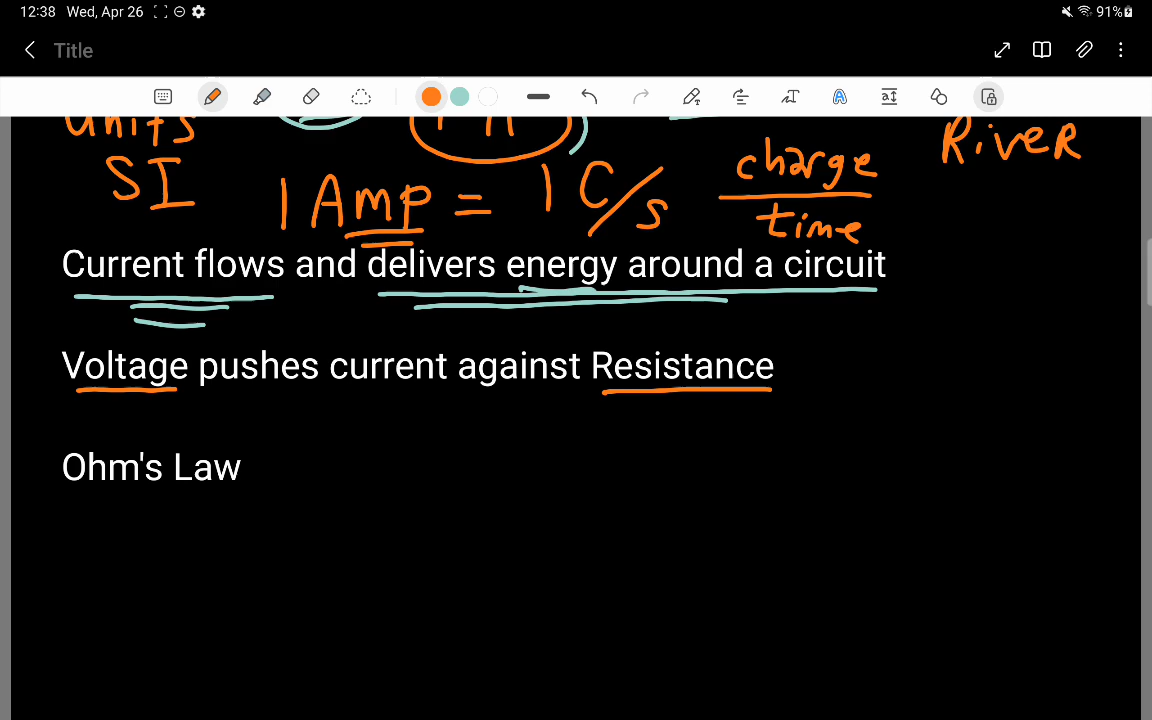 12:38 Wed, Apr 26
91%
Title
units
River
SI
1 Amp = 1 C/s
charge
time
Current flows and delivers energy around a circuit
Voltage pushes current against Resistance
Ohm's Law